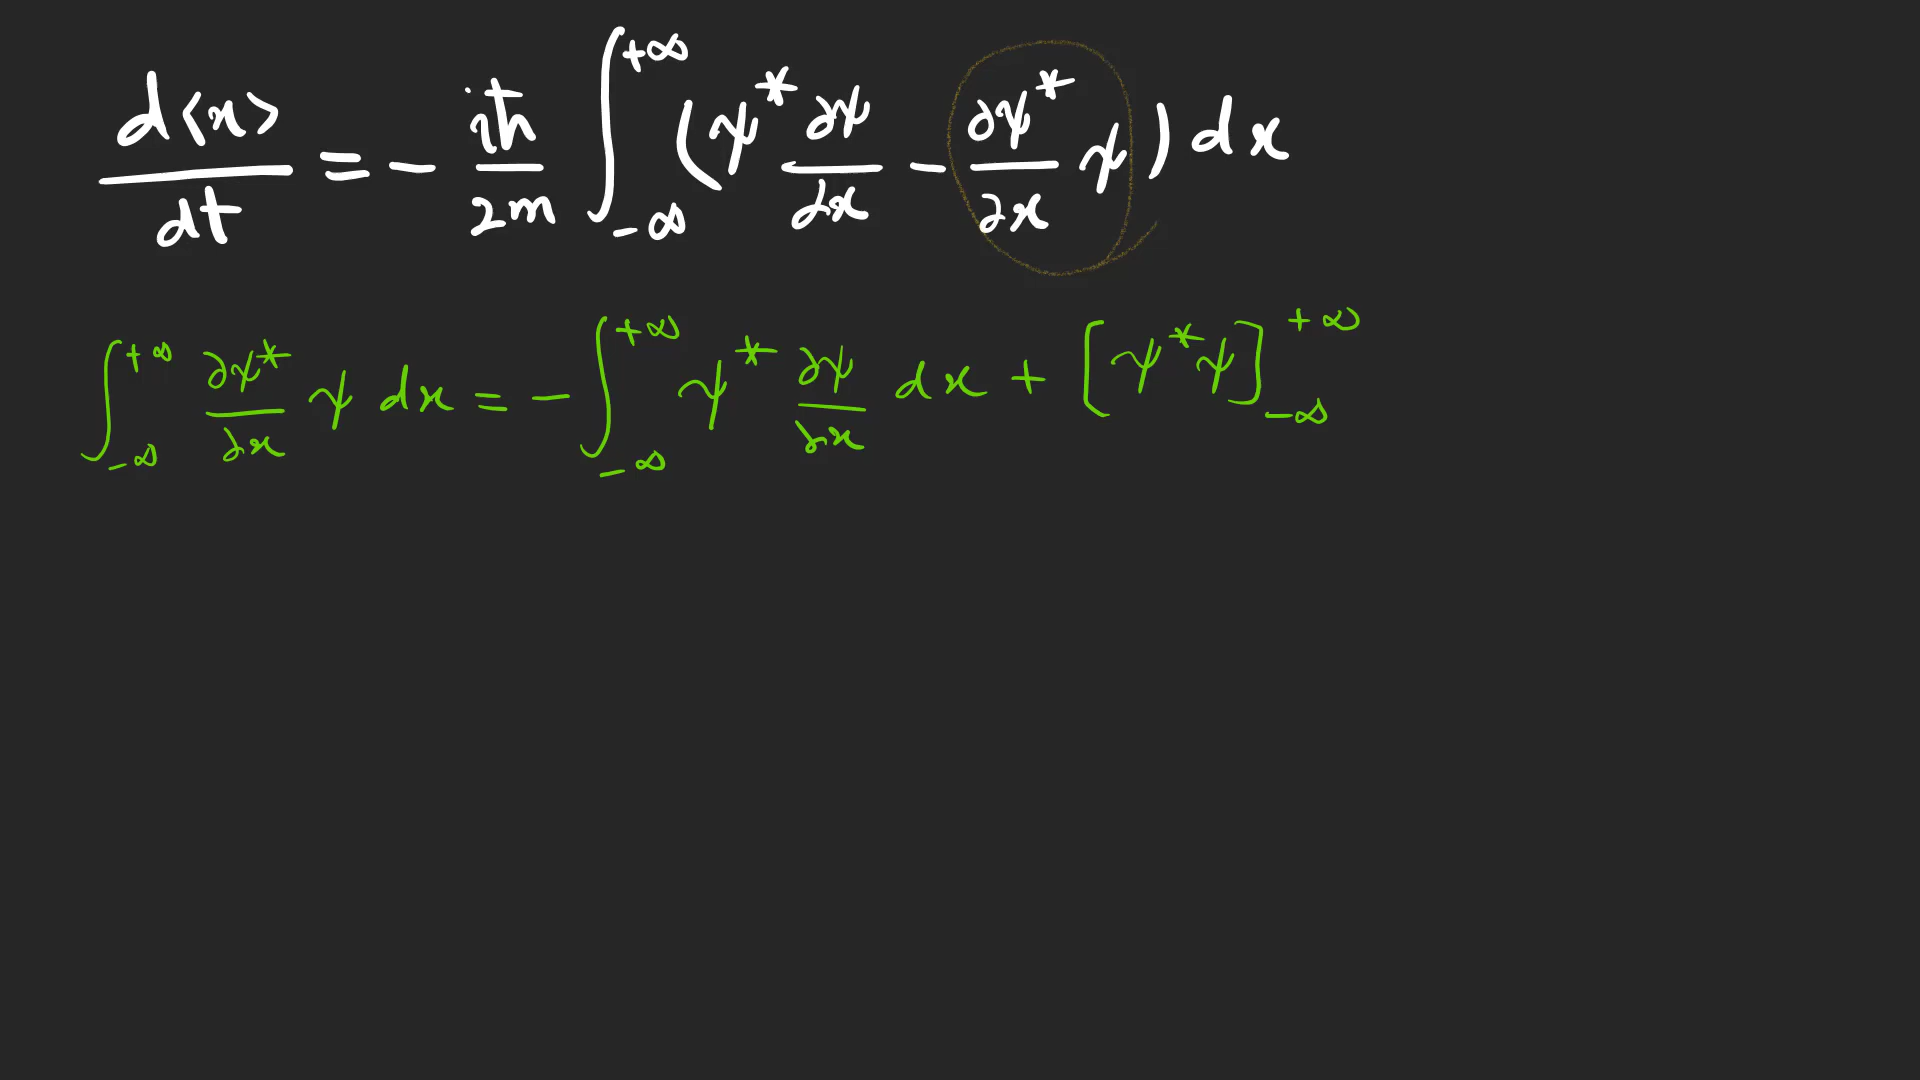 d⟨x⟩/dt = - iħ/2m ∫_{-∞}^{+∞} (ψ* ∂ψ/∂x - ∂ψ*/∂x ψ) dx
∫_{-∞}^{+∞} ∂ψ*/∂x ψ dx = - ∫_{-∞}^{+∞} ψ* ∂ψ/∂x dx + [ψ*ψ]_{-∞}^{+∞}